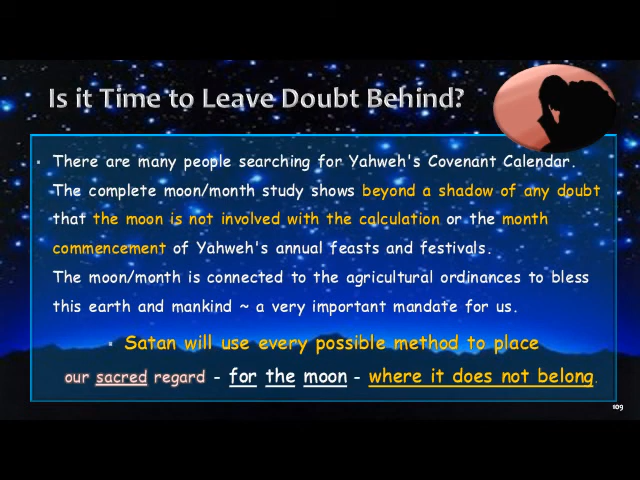 Is it Time to Leave Doubt Behind?
▪ There are many people searching for Yahweh's Covenant Calendar.
The complete moon/month study shows beyond a shadow of any doubt
that the moon is not involved with the calculation or the month
commencement of Yahweh's annual feasts and festivals.
The moon/month is connected to the agricultural ordinances to bless
this earth and mankind ~ a very important mandate for us.
▪ Satan will use every possible method to place
our sacred regard - for the moon - where it does not belong.
109